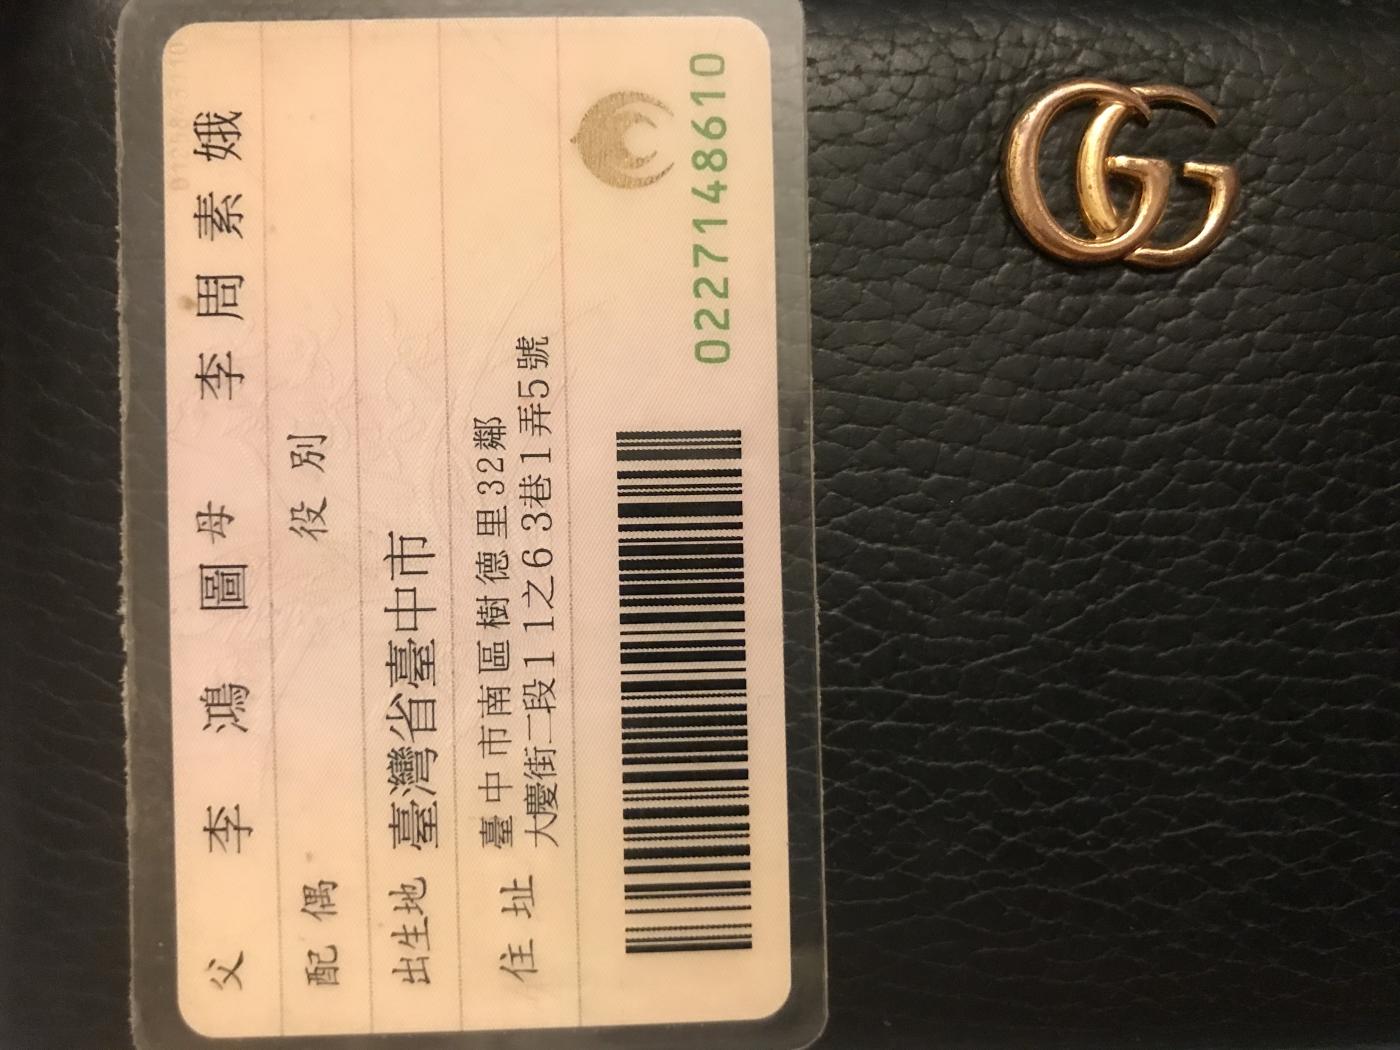 父 李鴻圖 母 李周素娥
配偶 役別
出生地 臺灣省臺中市
住址 臺中市南區樹德里32鄰
大慶街二段11之63巷1弄5號
0227148610
GG